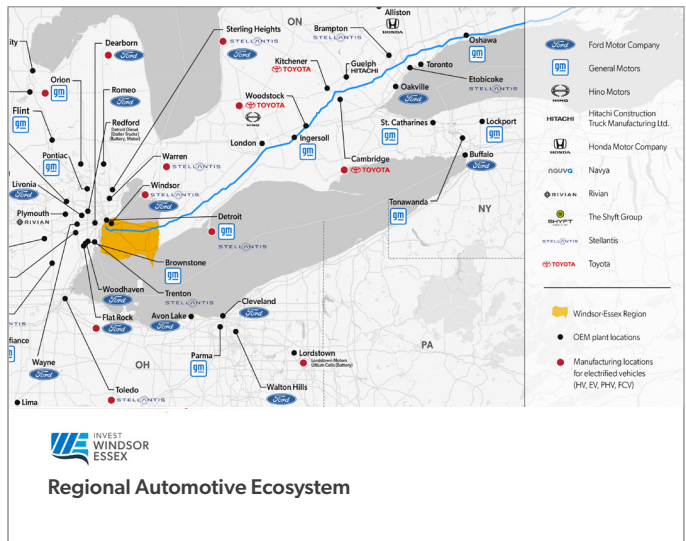 Alliston
HONDA
ON
Sterling Heights
STELLANTIS
Ford
Brampton
STELLANTIS
Oshawa
gm
Dearborn
Ford
Kitchener
TOYOTA
Guelph
HITACHI
Toronto
Etobicoke
STELLANTIS
Orion
gm
Romeo
Ford
Woodstock
TOYOTA
HINO
Oakville
Ford
Flint
gm
Redford
Detroit Diesel
(Dailer Trucks)
(Battery, Motor)
London
Ingersoll
gm
St. Catharines
gm
Lockport
gm
Pontiac
gm
Warren
STELLANTIS
Cambridge
TOYOTA
Buffalo
Ford
Livonia
Ford
Windsor
STELLANTIS
Ford
Plymouth
RIVIAN
Detroit
gm
STELLANTIS
Tonawanda
gm
NY
Brownstone
gm
Woodhaven
Ford
Trenton
STELLANTIS
Cleveland
Ford
Flat Rock
Ford
Avon Lake
Ford
fiance
gm
Wayne
Ford
OH
Parma
gm
Lordstown
Lordstown Motors
Ultium Cells (Battery)
PA
Walton Hills
Ford
Toledo
STELLANTIS
Lima
Ford
Ford Motor Company
gm
General Motors
HINO
Hino Motors
HITACHI
Hitachi Construction
Truck Manufacturing Ltd.
HONDA
Honda Motor Company
Navya
RIVIAN
Rivian
SHYFT
The Shyft Group
STELLANTIS
Stellantis
TOYOTA
Toyota
Windsor-Essex Region
OEM plant locations
Manufacturing locations
for electrified vehicles
(HV, EV, PHV, FCV)
INVEST
WINDSOR
ESSEX
Regional Automotive Ecosystem